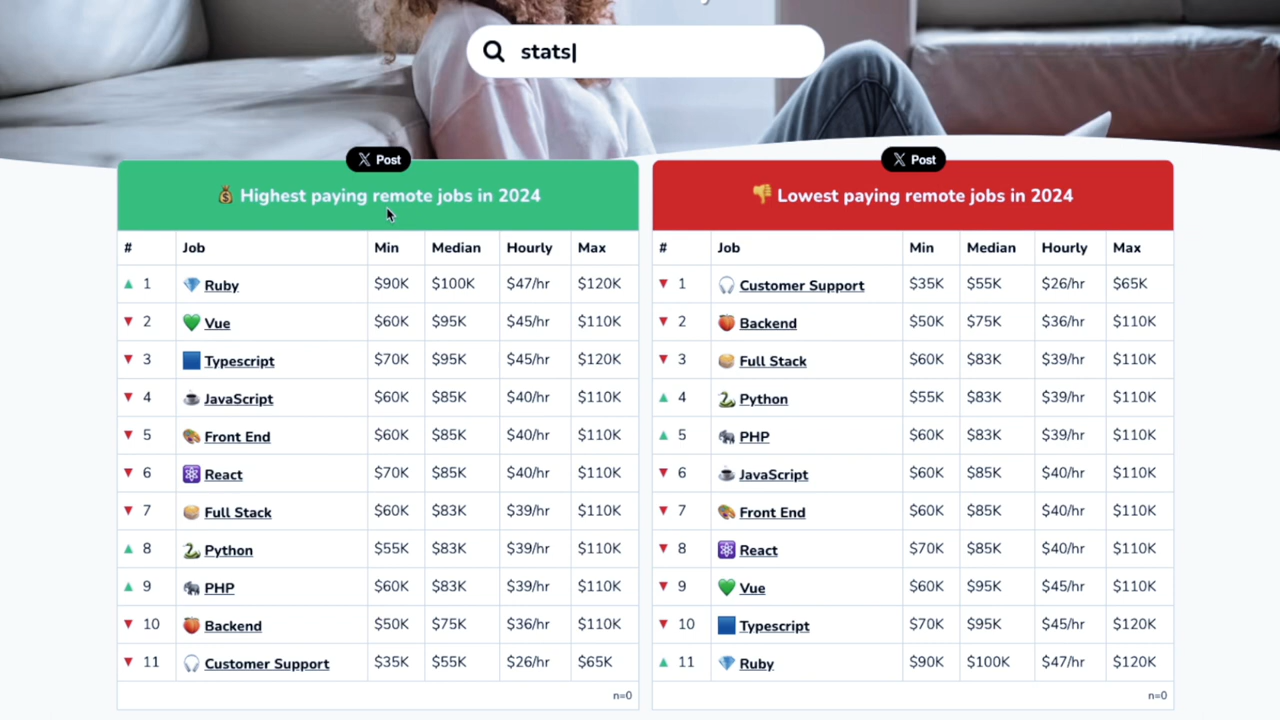 stats
X Post
💰 Highest paying remote jobs in 2024
# Job Min Median Hourly Max
▲ 1 💎 Ruby $90K $100K $47/hr $120K
▼ 2 💚 Vue $60K $95K $45/hr $110K
▼ 3 🟦 Typescript $70K $95K $45/hr $120K
▼ 4 ☕ JavaScript $60K $85K $40/hr $110K
▼ 5 🎨 Front End $60K $85K $40/hr $110K
▼ 6 ⚛ React $70K $85K $40/hr $110K
▼ 7 🥞 Full Stack $60K $83K $39/hr $110K
▲ 8 🐍 Python $55K $83K $39/hr $110K
▲ 9 🐘 PHP $60K $83K $39/hr $110K
▼ 10 🍑 Backend $50K $75K $36/hr $110K
▼ 11 🎧 Customer Support $35K $55K $26/hr $65K
n=0
X Post
👎 Lowest paying remote jobs in 2024
# Job Min Median Hourly Max
▼ 1 🎧 Customer Support $35K $55K $26/hr $65K
▼ 2 🍑 Backend $50K $75K $36/hr $110K
▼ 3 🥞 Full Stack $60K $83K $39/hr $110K
▲ 4 🐍 Python $55K $83K $39/hr $110K
▲ 5 🐘 PHP $60K $83K $39/hr $110K
▼ 6 ☕ JavaScript $60K $85K $40/hr $110K
▼ 7 🎨 Front End $60K $85K $40/hr $110K
▼ 8 ⚛ React $70K $85K $40/hr $110K
▼ 9 💚 Vue $60K $95K $45/hr $110K
▼ 10 🟦 Typescript $70K $95K $45/hr $120K
▲ 11 💎 Ruby $90K $100K $47/hr $120K
n=0